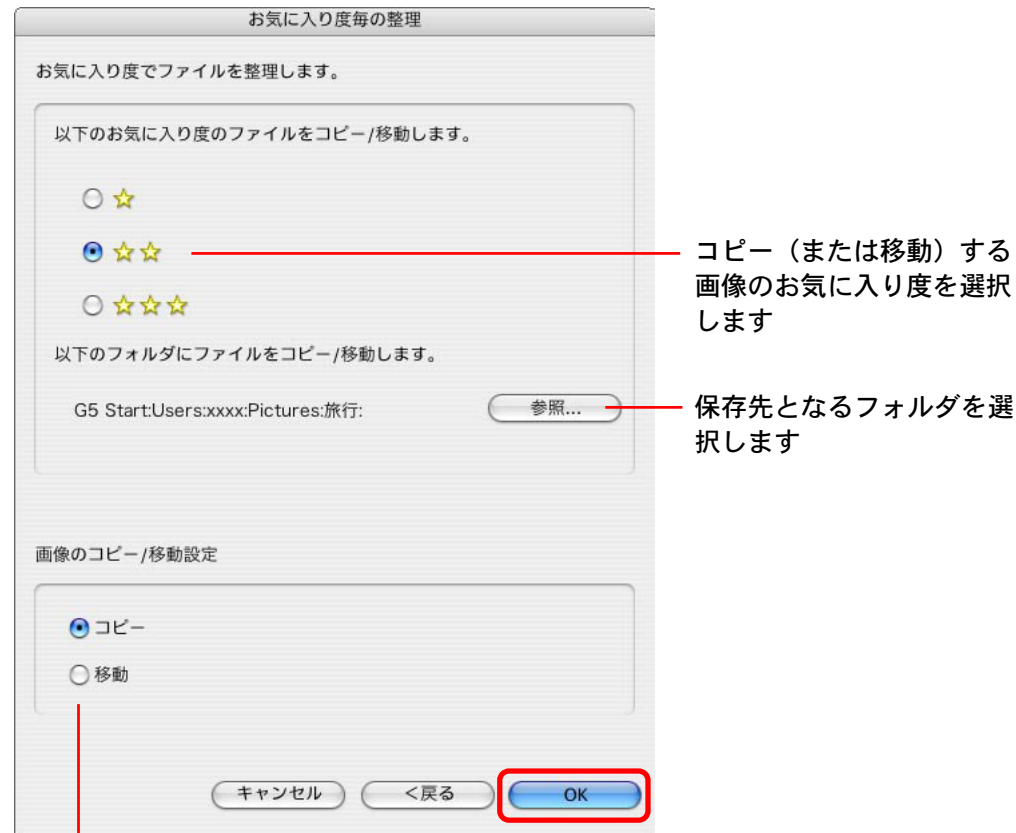 お気に入り度毎の整理
お気に入り度でファイルを整理します。
以下のお気に入り度のファイルをコピー/移動します。
☆
☆☆
☆☆☆
コピー（または移動）する
画像のお気に入り度を選択
します
以下のフォルダにファイルをコピー/移動します。
G5 Start:Users:xxxx:Pictures:旅行:
参照...
保存先となるフォルダを選
択します
画像のコピー/移動設定
コピー
移動
キャンセル
<戻る
OK